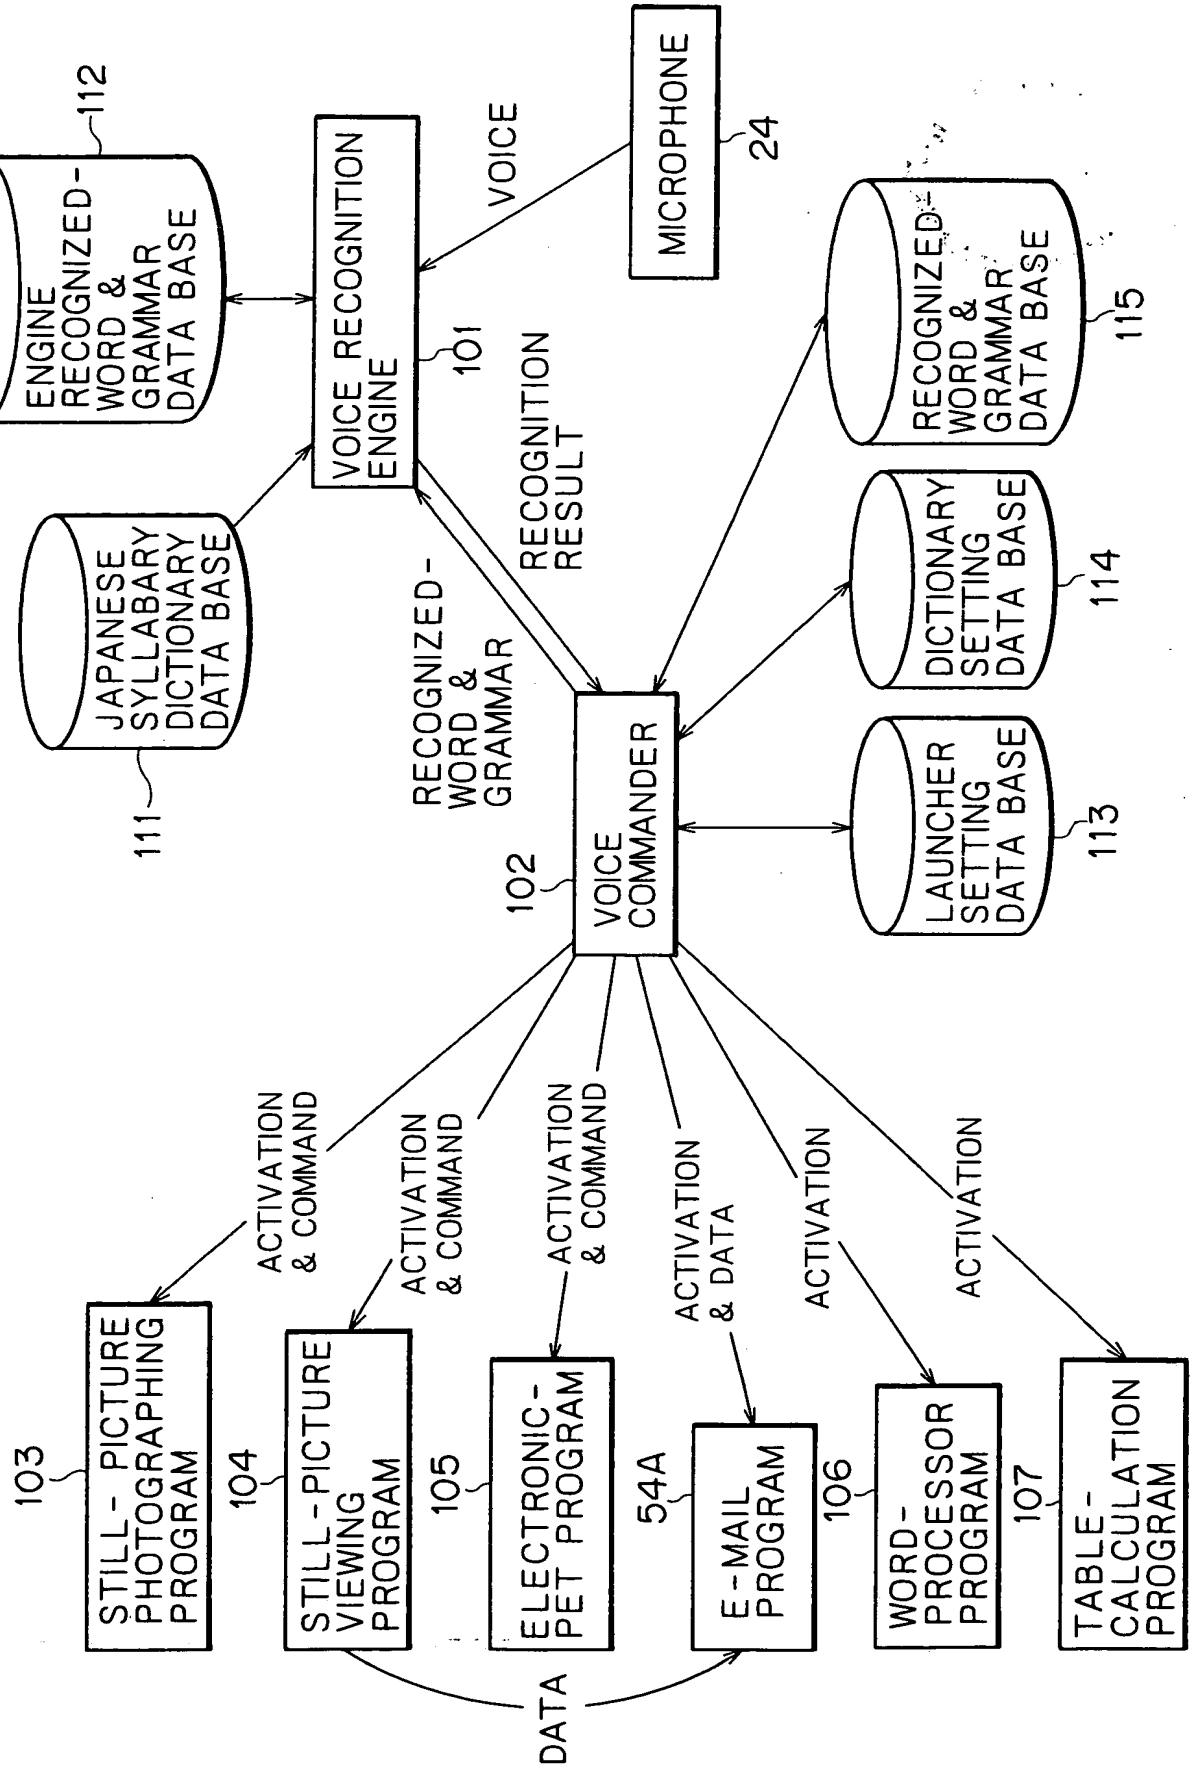 103
STILL-PICTURE
PHOTOGRAPHING
PROGRAM
104
STILL-PICTURE
VIEWING
PROGRAM
105
ELECTRONIC-
PET PROGRAM
54A
E-MAIL
PROGRAM
106
WORD-
PROCESSOR
PROGRAM
107
TABLE-
CALCULATION
PROGRAM
DATA
ACTIVATION
& COMMAND
ACTIVATION
& COMMAND
ACTIVATION
& COMMAND
ACTIVATION
& DATA
ACTIVATION
ACTIVATION
102
VOICE
COMMANDER
111
JAPANESE
SYLLABARY
DICTIONARY
DATA BASE
RECOGNIZED-
WORD &
GRAMMAR
RECOGNITION
RESULT
ENGINE
RECOGNIZED-
WORD &
GRAMMAR
DATA BASE
112
VOICE RECOGNITION
ENGINE
101
VOICE
MICROPHONE
24
LAUNCHER
SETTING
DATA BASE
113
DICTIONARY
SETTING
DATA BASE
114
RECOGNIZED-
WORD &
GRAMMAR
DATA BASE
115